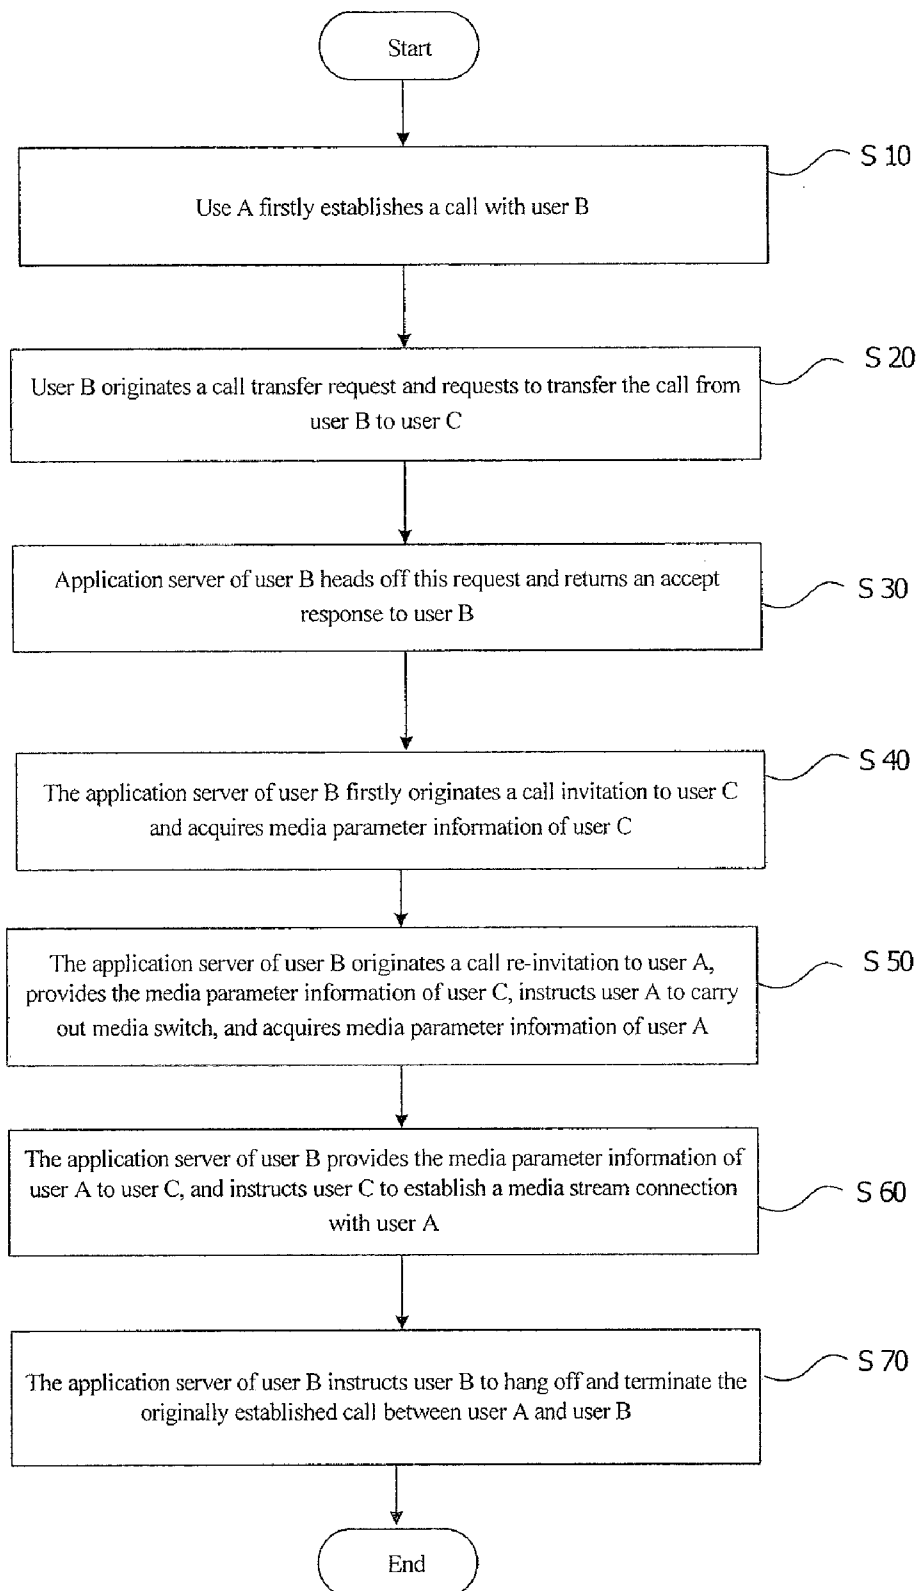 Start
S 10
Use A firstly establishes a call with user B
S 20
User B originates a call transfer request and requests to transfer the call from
user B to user C
Application server of user B heads off this request and returns an accept
response to user B
S 30
S 40
The application server of user B firstly originates a call invitation to user C
and acquires media parameter information of user C
The application server of user B originates a call re-invitation to user A,
provides the media parameter information of user C, instructs user A to carry
out media switch, and acquires media parameter information of user A
S 50
The application server of user B provides the media parameter information of
user A to user C, and instructs user C to establish a media stream connection
with user A
S 60
The application server of user B instructs user B to hang off and terminate the
originally established call between user A and user B
S 70
End